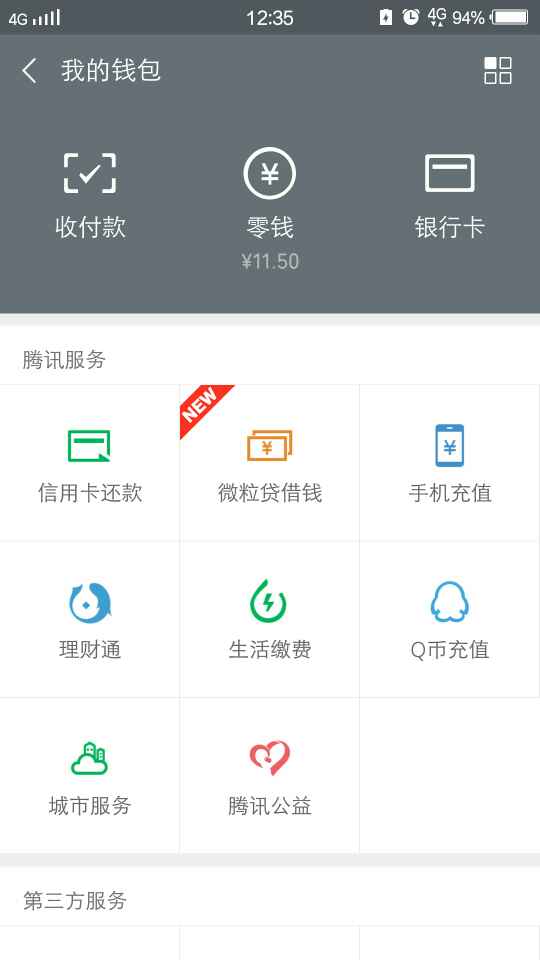 4G 12:35 4G 94%
我的钱包
收付款 零钱 银行卡
¥11.50
腾讯服务
NEW
信用卡还款 微粒贷借钱 手机充值
理财通 生活缴费 Q币充值
城市服务 腾讯公益
第三方服务